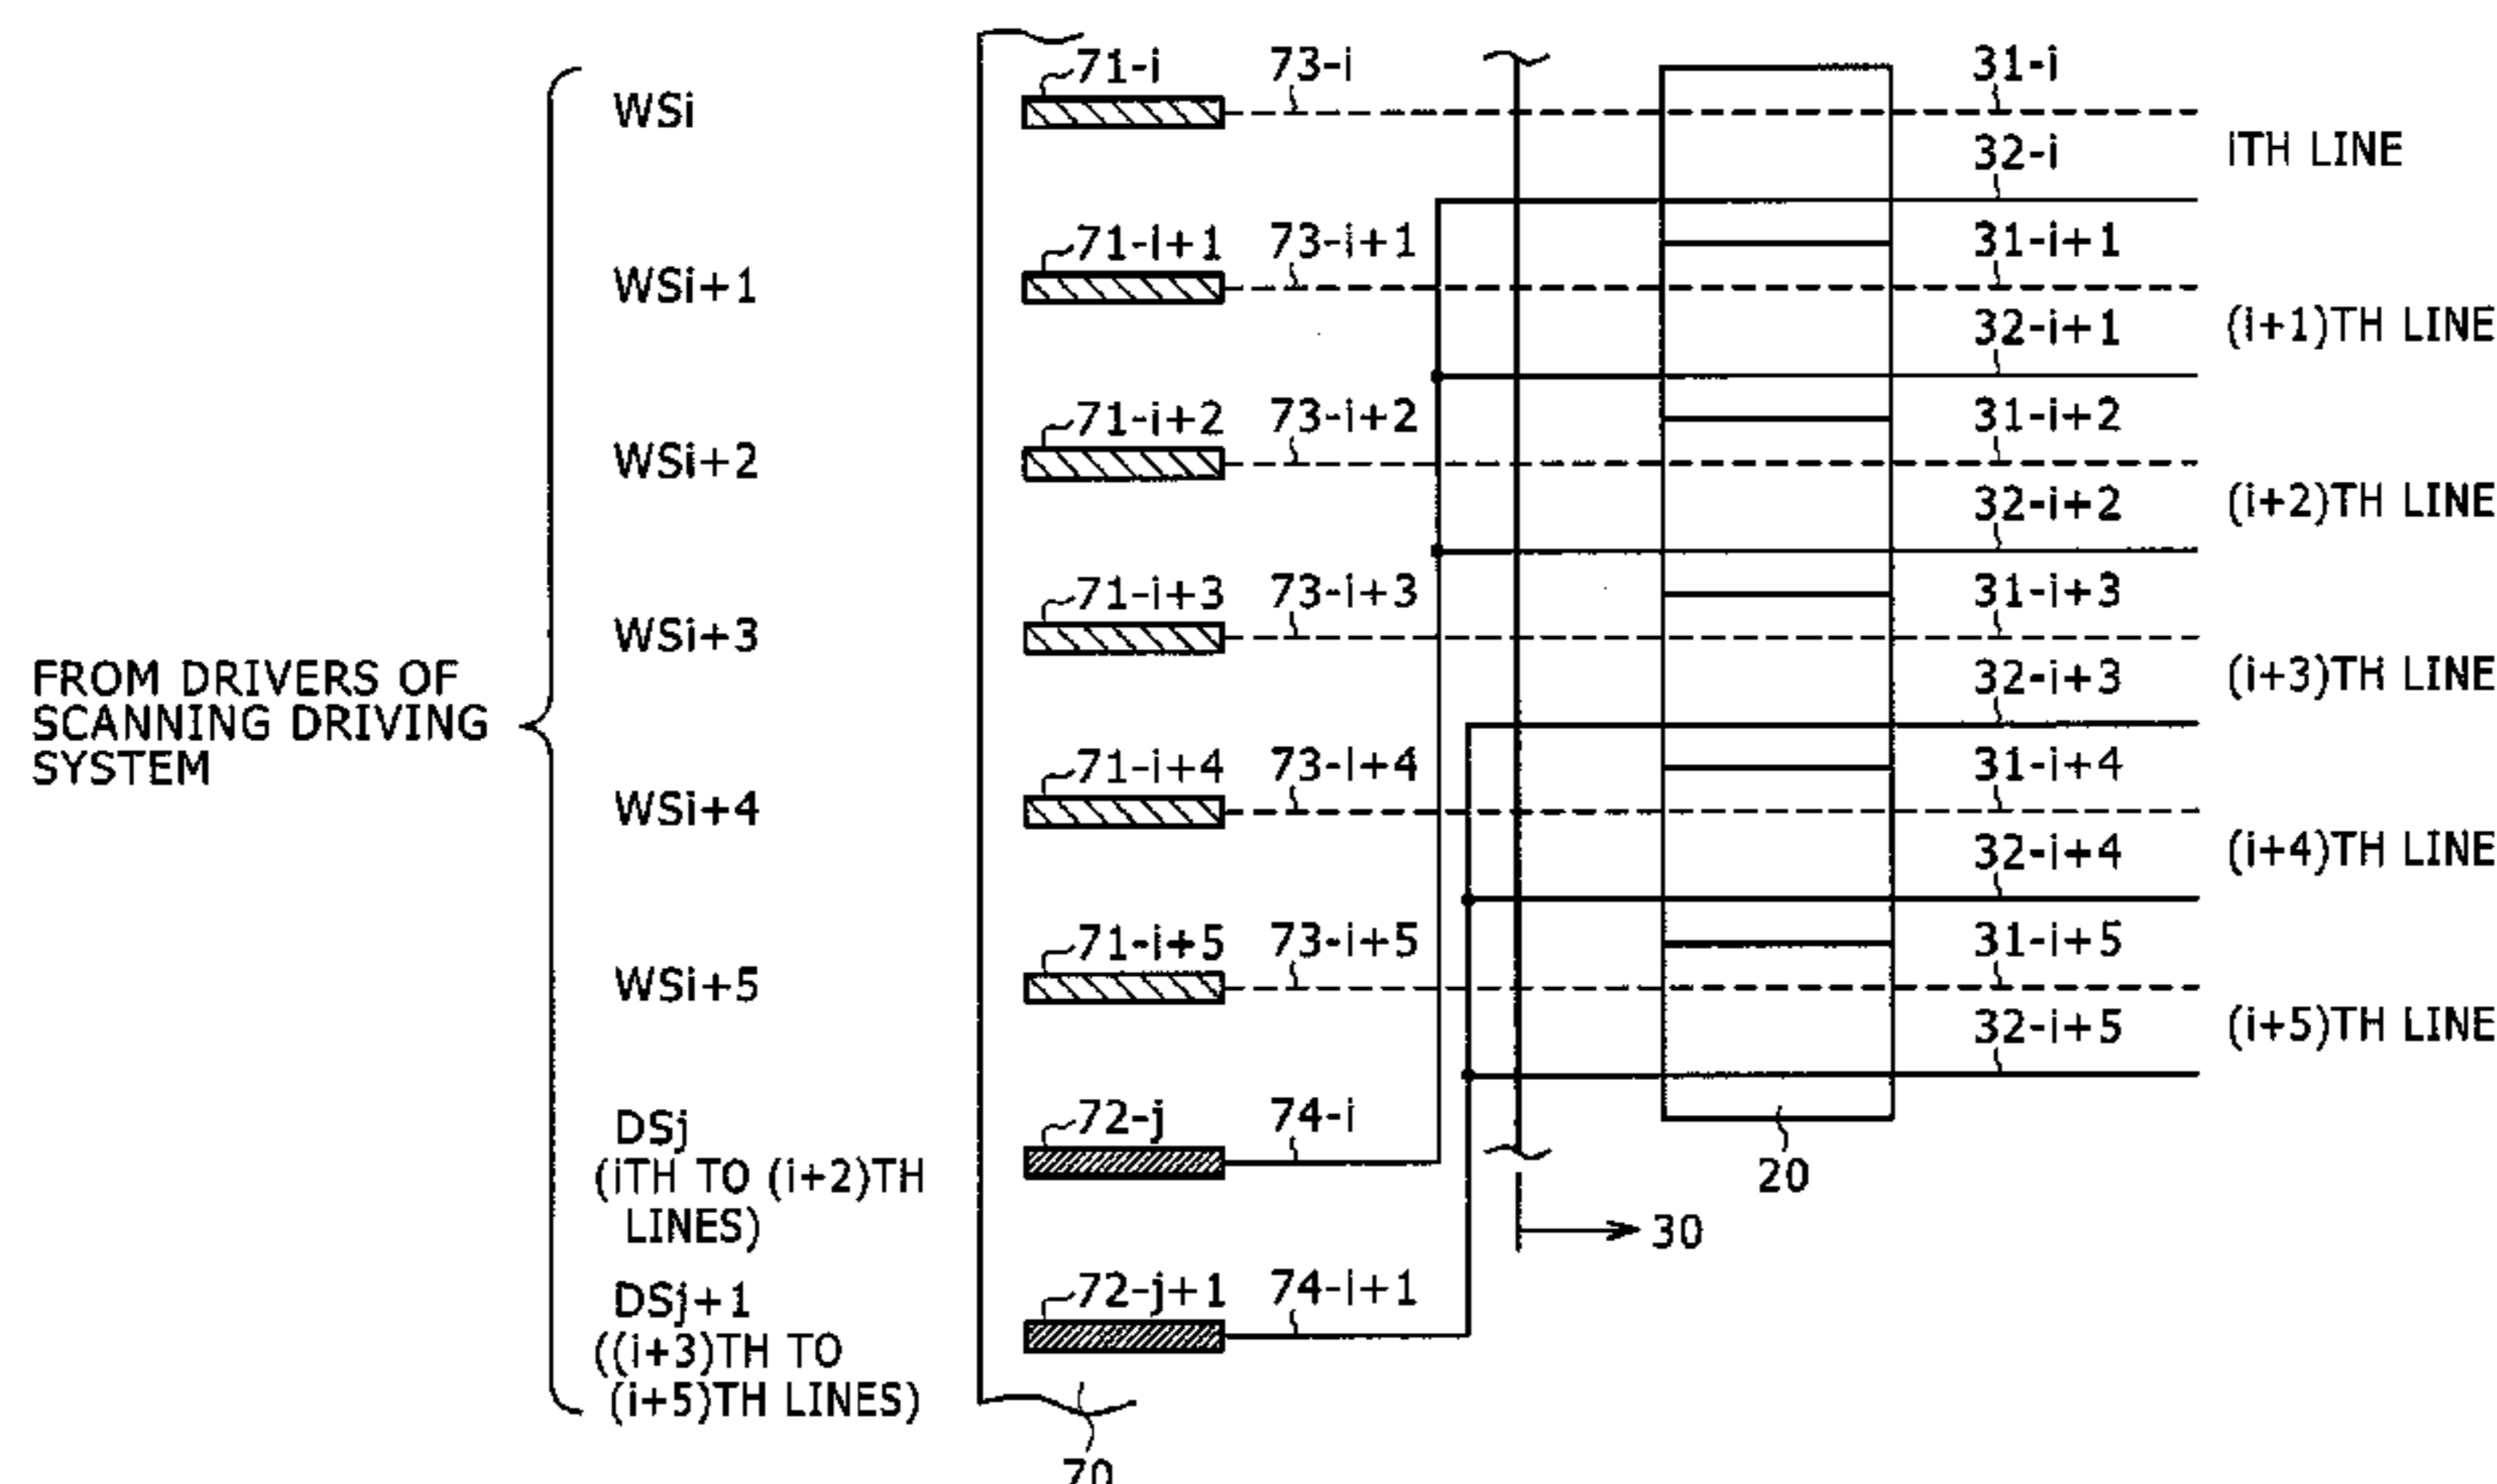 71-i 73-i 31-i
WSi
32-i iTH LINE
71-i+1 73-i+1 31-i+1
WSi+1
32-i+1 (i+1)TH LINE
71-i+2 73-i+2 31-i+2
WSi+2
32-i+2 (i+2)TH LINE
71-i+3 73-i+3 31-i+3
WSi+3
32-i+3 (i+3)TH LINE
FROM DRIVERS OF
SCANNING DRIVING
SYSTEM
71-i+4 73-i+4 31-i+4
WSi+4
32-i+4 (i+4)TH LINE
71-i+5 73-i+5 31-i+5
WSi+5
32-i+5 (i+5)TH LINE
DSj
(iTH TO (i+2)TH
LINES)
72-j 74-i
20
30
DSj+1
((i+3)TH TO
(i+5)TH LINES)
72-j+1 74-i+1
70